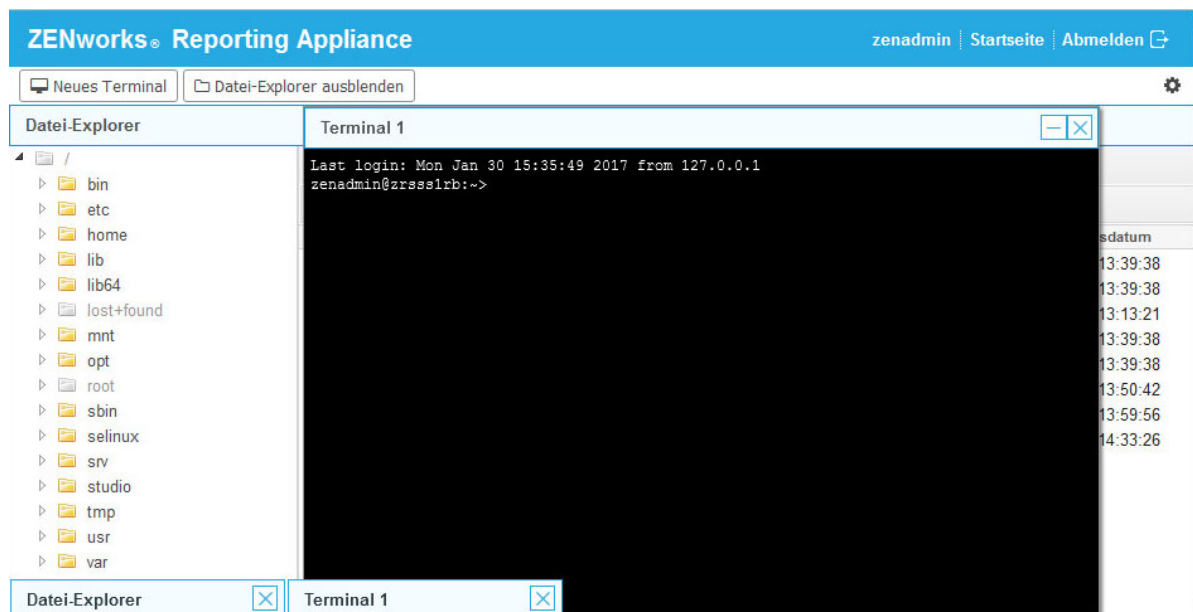 ZENworks® Reporting Appliance
zenadmin Startseite Abmelden
Neues Terminal Datei-Explorer ausblenden
Datei-Explorer
Terminal 1
/
bin
etc
home
lib
lib64
lost+found
mnt
opt
root
sbin
selinux
srv
studio
tmp
usr
var
Last login: Mon Jan 30 15:35:49 2017 from 127.0.0.1
zenadmin@zrsss1rb:~>
sdatum
13:39:38
13:39:38
13:13:21
13:39:38
13:39:38
13:50:42
13:59:56
14:33:26
Datei-Explorer Terminal 1